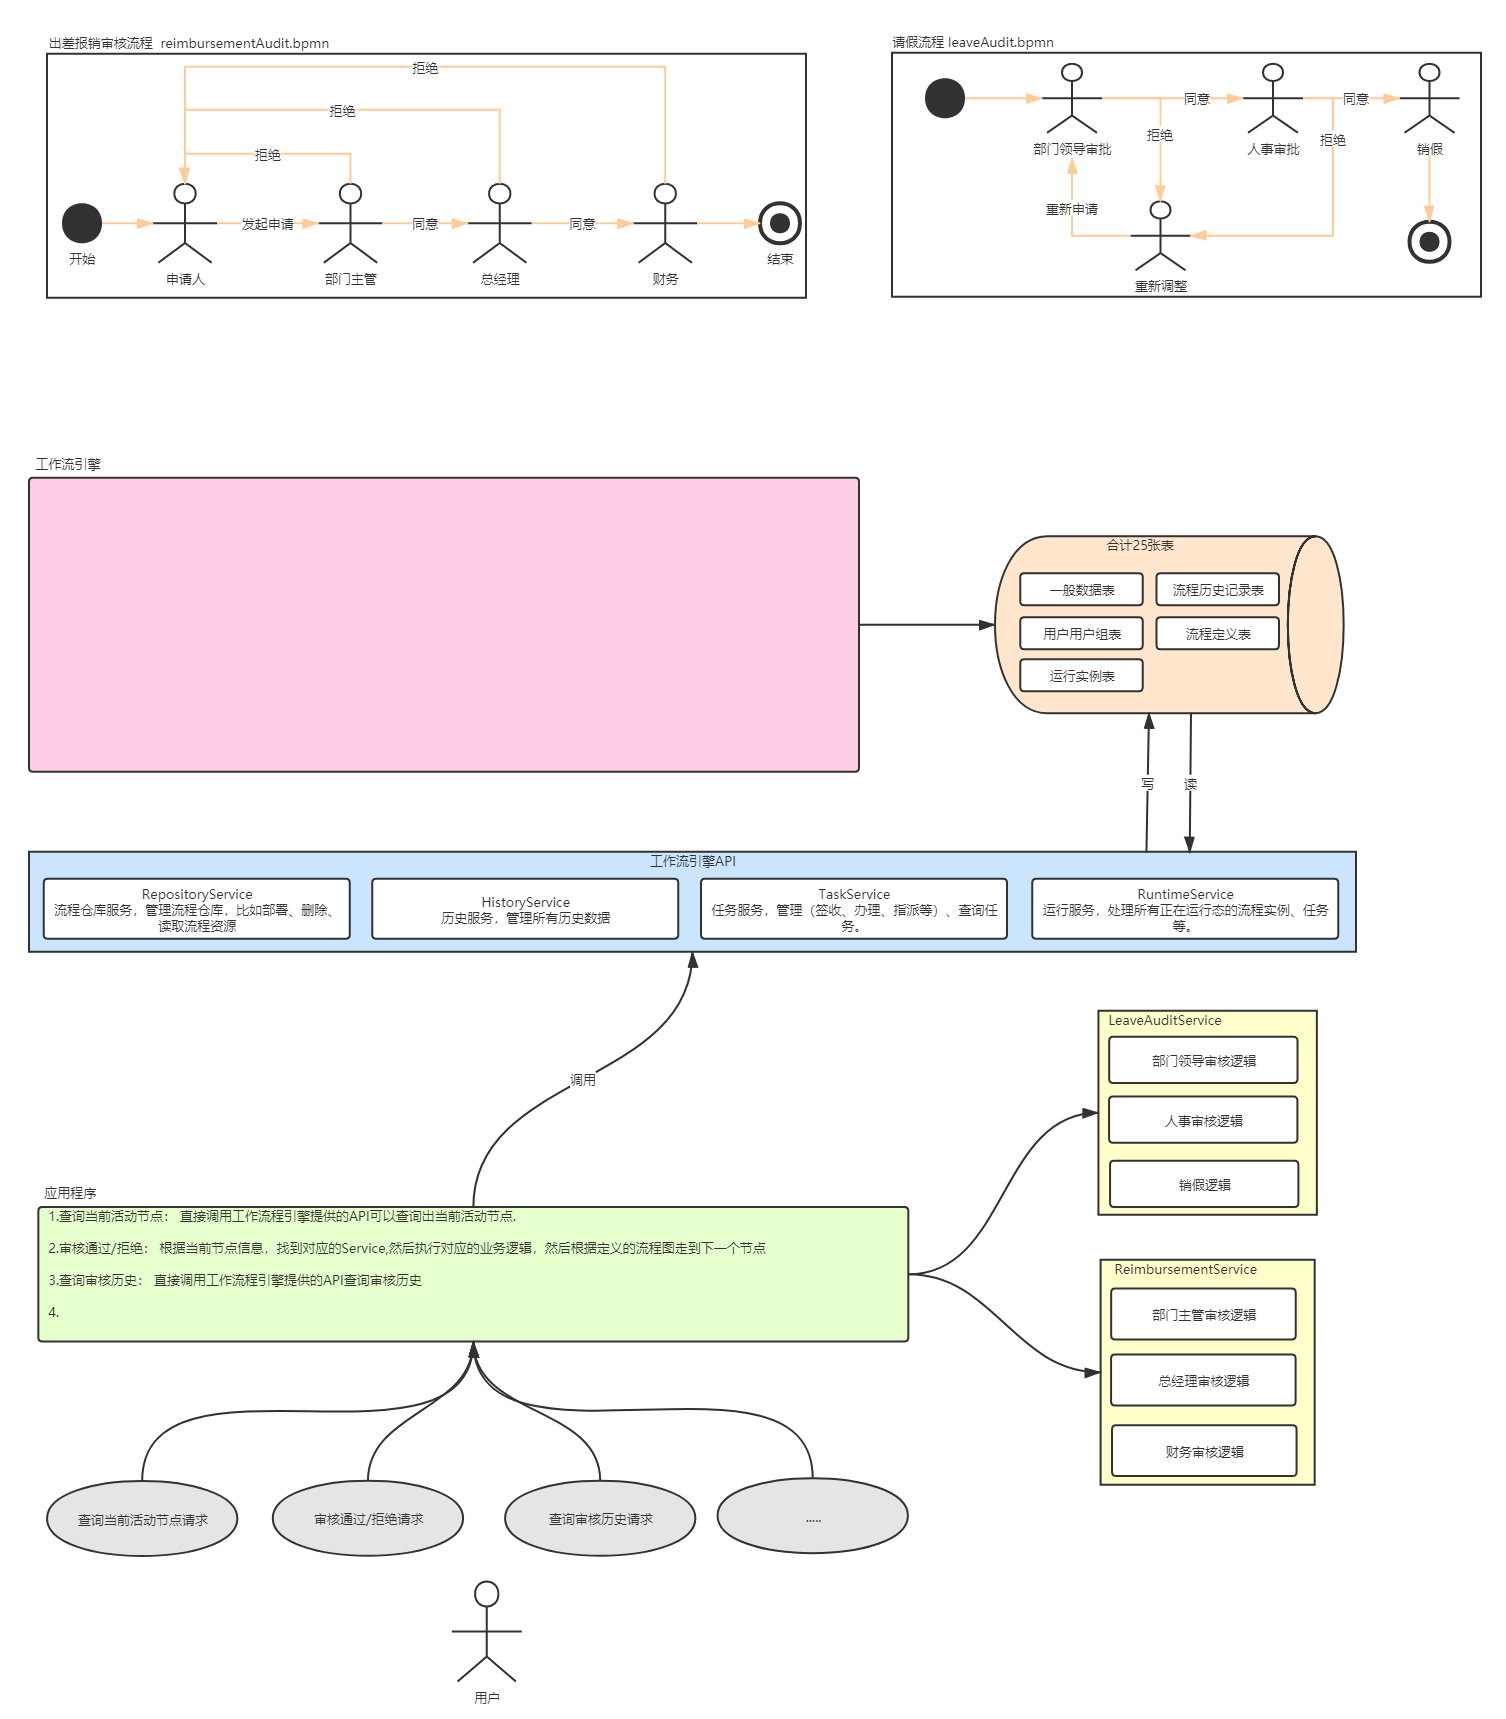 出差报销审核流程  reimbursementAudit.bpmn
拒绝
拒绝
拒绝
发起申请
同意
同意
开始
申请人
部门主管
总经理
财务
结束
请假流程 leaveAudit.bpmn
同意
同意
拒绝
拒绝
部门领导审批
人事审批
销假
重新申请
重新调整
工作流引擎
合计25张表
一般数据表
流程历史记录表
用户用户组表
流程定义表
运行实例表
写
读
工作流引擎API
RepositoryService
流程仓库服务，管理流程仓库，比如部署、删除、
读取流程资源
HistoryService
历史服务，管理所有历史数据
TaskService
任务服务，管理（签收、办理、指派等）、查询任
务。
RuntimeService
运行服务，处理所有正在运行态的流程实例、任务
等。
调用
LeaveAuditService
部门领导审核逻辑
人事审核逻辑
销假逻辑
应用程序
1.查询当前活动节点： 直接调用工作流程引擎提供的API可以查询出当前活动节点.
2.审核通过/拒绝： 根据当前节点信息，找到对应的Service,然后执行对应的业务逻辑，然后根据定义的流程图走到下一个节点
3.查询审核历史： 直接调用工作流程引擎提供的API查询审核历史
4.
ReimbursementService
部门主管审核逻辑
总经理审核逻辑
财务审核逻辑
查询当前活动节点请求
审核通过/拒绝请求
查询审核历史请求
.....
用户